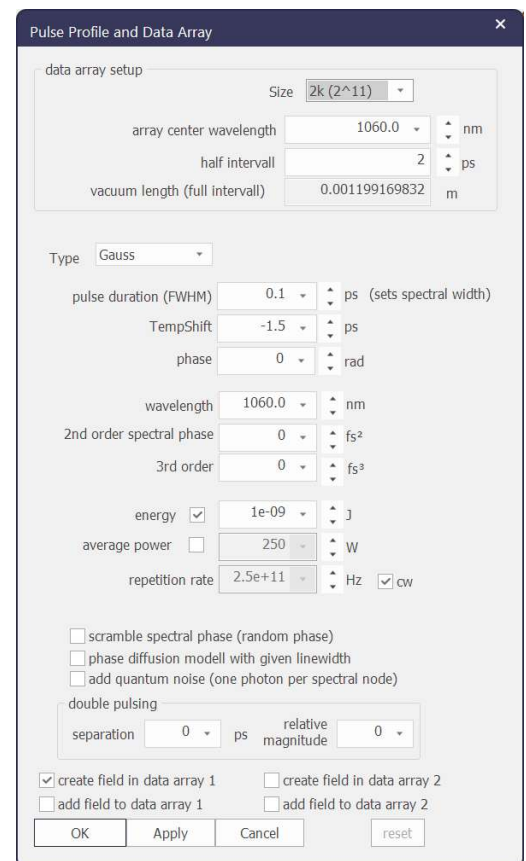 Pulse Profile and Data Array
data array setup
Size 2k (2^11)
array center wavelength 1060.0 nm
half intervall 2 ps
vacuum length (full intervall) 0.001199169832 m
Type Gauss
pulse duration (FWHM) 0.1 ps (sets spectral width)
TempShift -1.5 ps
phase 0 rad
wavelength 1060.0 nm
2nd order spectral phase 0 fs²
3rd order 0 fs³
energy 1e-09 J
average power 250 W
repetition rate 2.5e+11 Hz cw
scramble spectral phase (random phase)
phase diffusion modell with given linewidth
add quantum noise (one photon per spectral node)
double pulsing
separation 0 ps relative magnitude 0
create field in data array 1 create field in data array 2
add field to data array 1 add field to data array 2
OK Apply Cancel reset